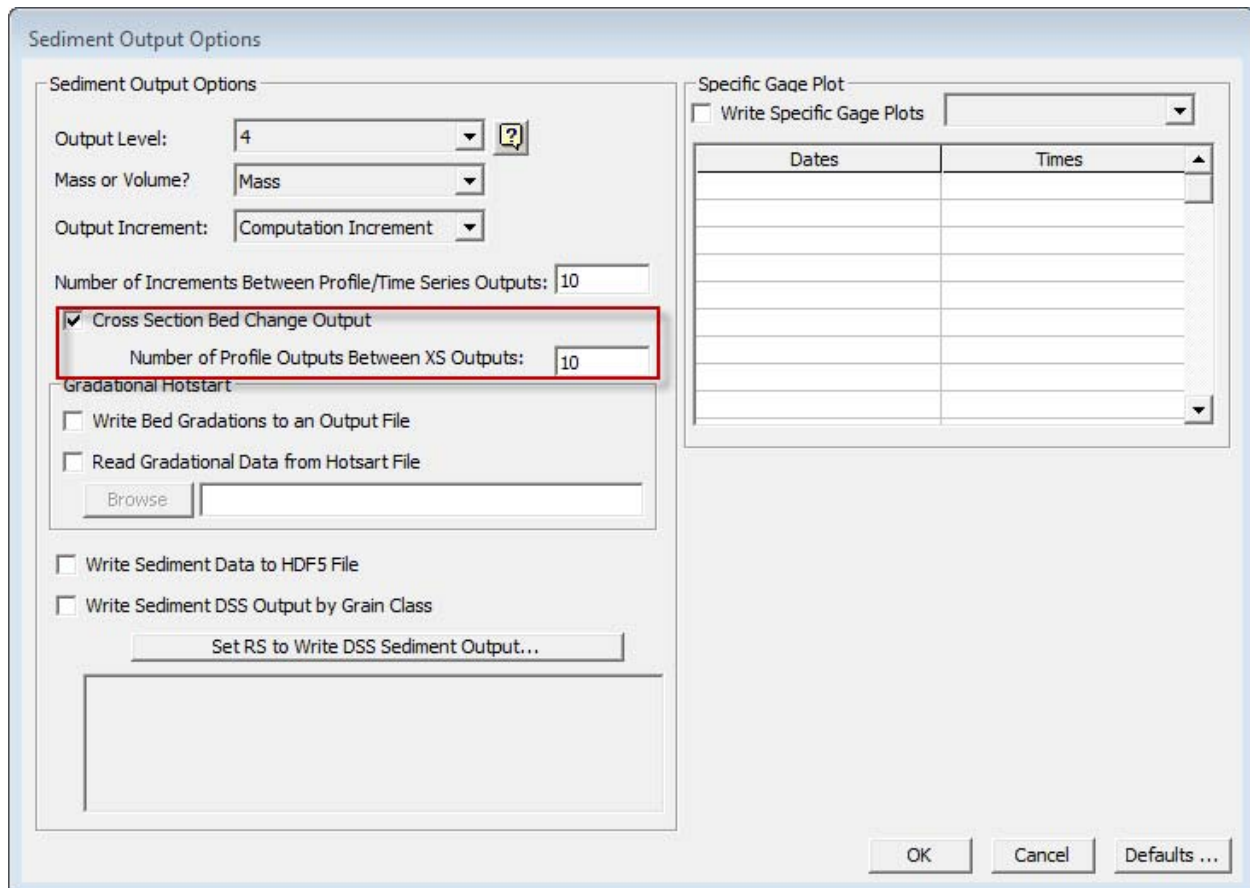 Sediment Output Options
Sediment Output Options
Output Level: 4
Mass or Volume? Mass
Output Increment: Computation Increment
Number of Increments Between Profile/Time Series Outputs: 10
Cross Section Bed Change Output
Number of Profile Outputs Between XS Outputs: 10
Gradational Hotstart
Write Bed Gradations to an Output File
Read Gradational Data from Hotsart File
Browse
Write Sediment Data to HDF5 File
Write Sediment DSS Output by Grain Class
Set RS to Write DSS Sediment Output...
Specific Gage Plot
Write Specific Gage Plots
Dates Times
OK Cancel Defaults ...